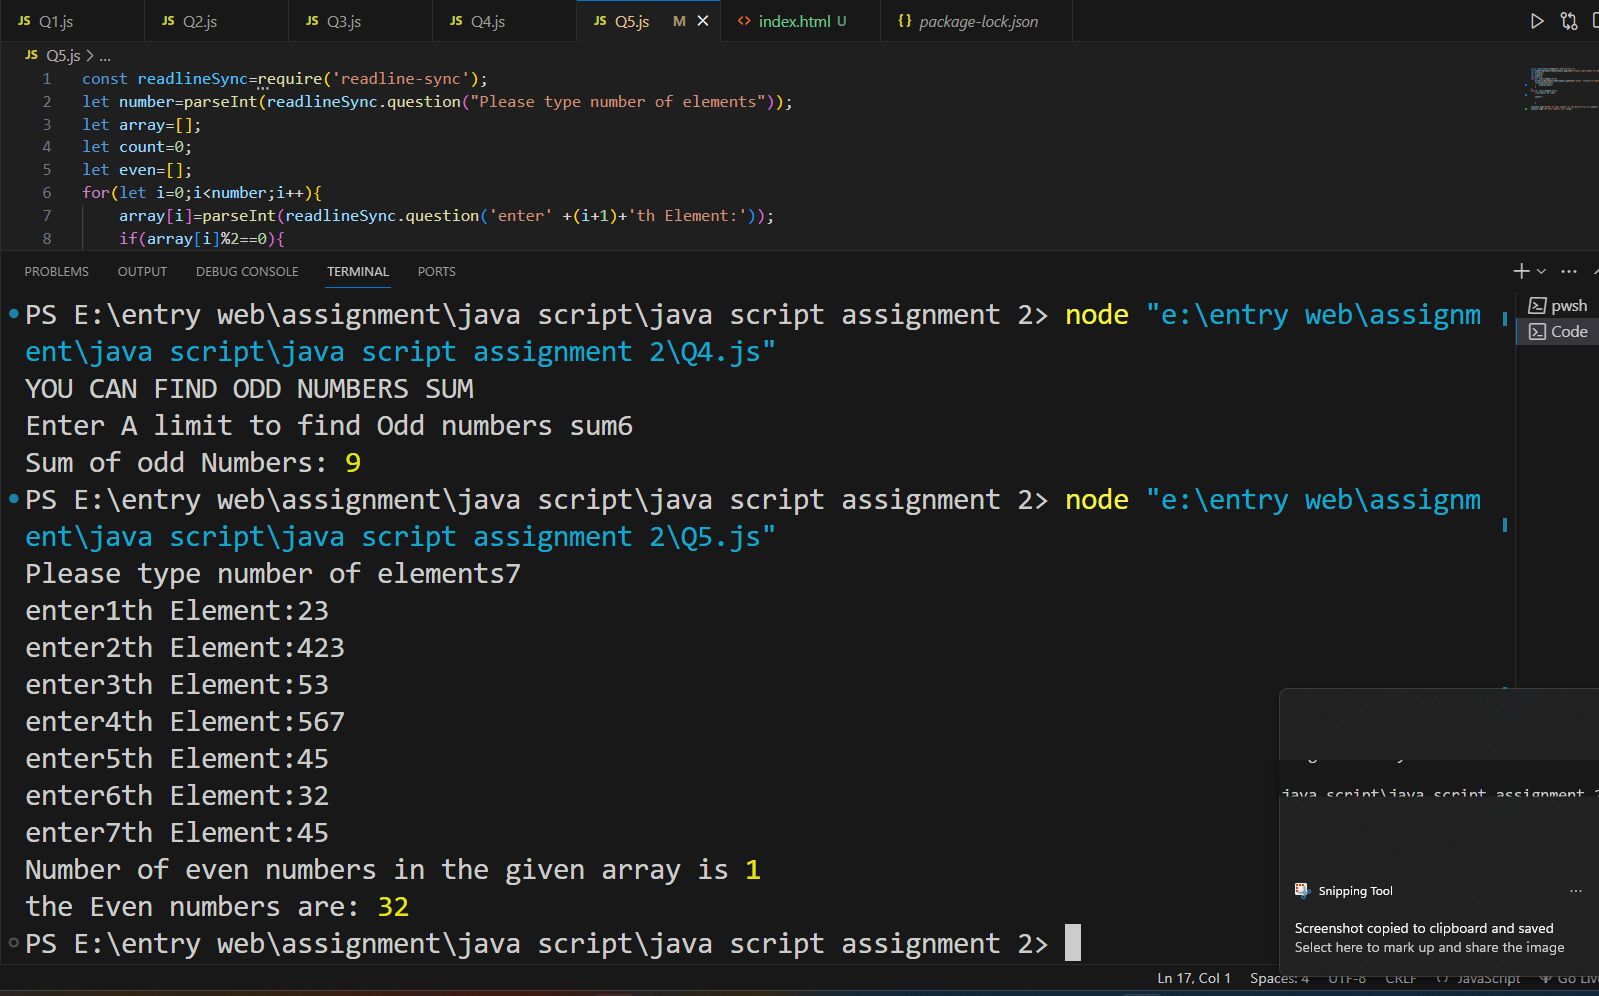 JS Q1.js JS Q2.js JS Q3.js JS Q4.js JS Q5.js M × <> index.html U {} package-lock.json
JS Q5.js > ...
1 const readlineSync=require('readline-sync');
2 let number=parseInt(readlineSync.question("Please type number of elements"));
3 let array=[];
4 let count=0;
5 let even=[];
6 for(let i=0;i<number;i++){
7 array[i]=parseInt(readlineSync.question('enter' +(i+1)+'th Element:'));
8 if(array[i]%2==0){
PROBLEMS OUTPUT DEBUG CONSOLE TERMINAL PORTS
pwsh
Code
PS E:\entry web\assignment\java script\java script assignment 2> node "e:\entry web\assignm
ent\java script\java script assignment 2\Q4.js"
YOU CAN FIND ODD NUMBERS SUM
Enter A limit to find Odd numbers sum6
Sum of odd Numbers: 9
PS E:\entry web\assignment\java script\java script assignment 2> node "e:\entry web\assignm
ent\java script\java script assignment 2\Q5.js"
Please type number of elements7
enter1th Element:23
enter2th Element:423
enter3th Element:53
enter4th Element:567
enter5th Element:45
enter6th Element:32
enter7th Element:45
Number of even numbers in the given array is 1
the Even numbers are: 32
PS E:\entry web\assignment\java script\java script assignment 2>
java script\java script assignment 2
Snipping Tool ...
Screenshot copied to clipboard and saved
Select here to mark up and share the image
Ln 17, Col 1 Spaces: 4 UTF-8 CRLF JavaScript Go Liv